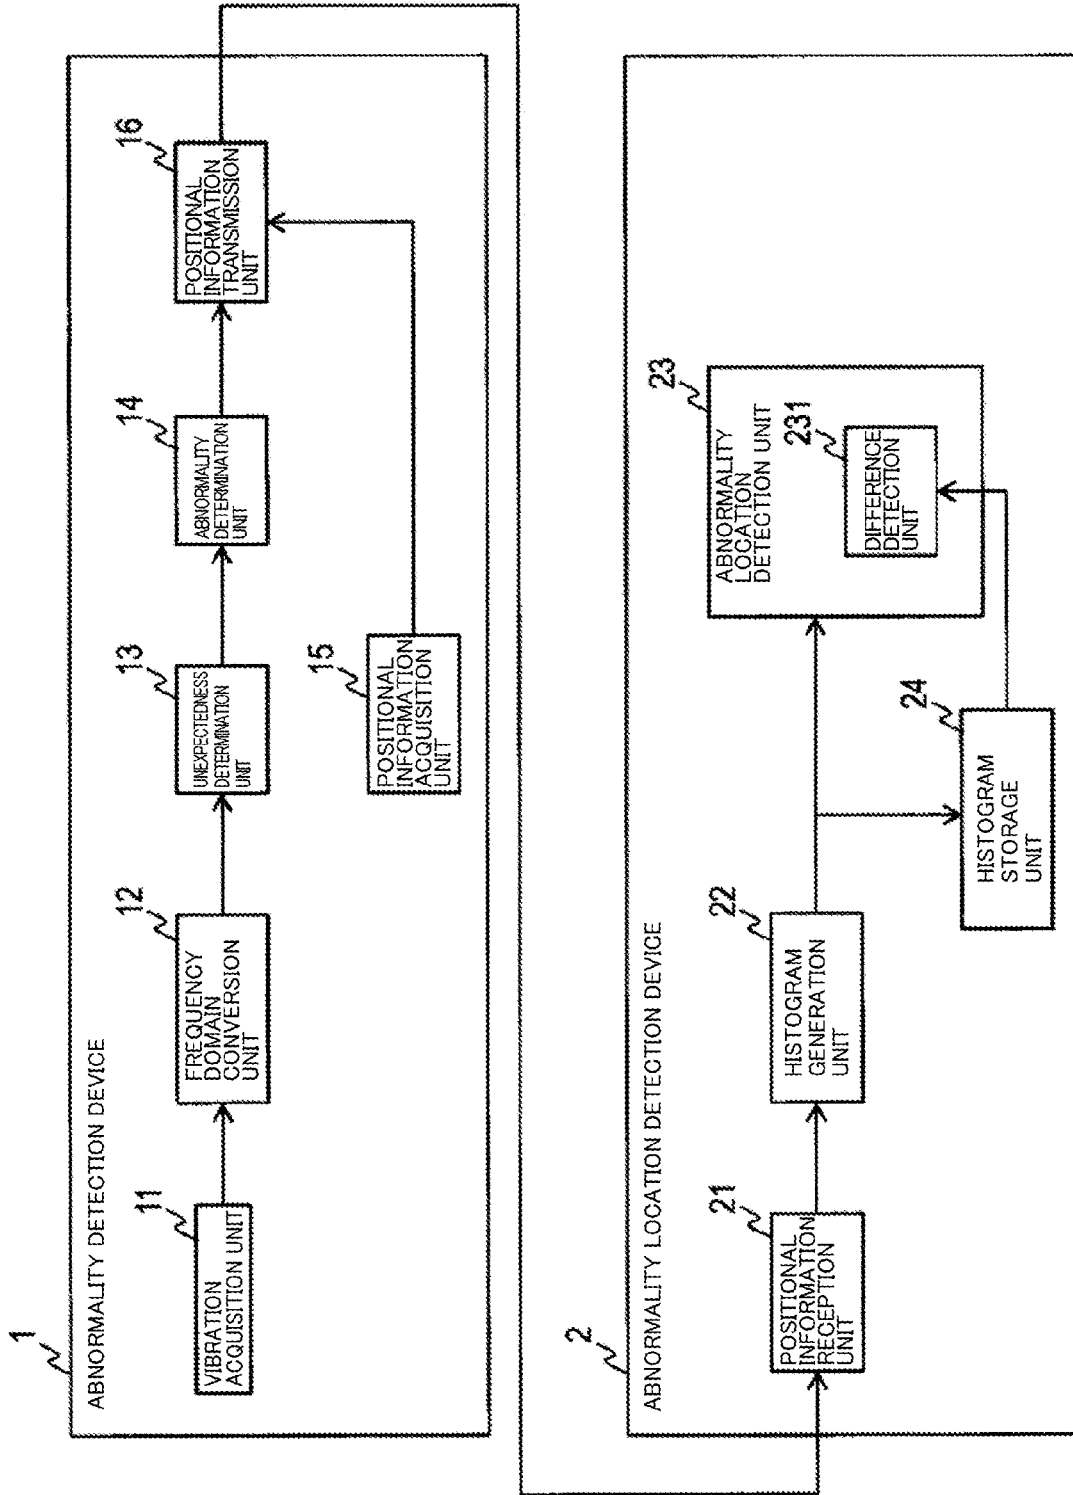 1
ABNORMALITY DETECTION DEVICE
11
VIBRATION
ACQUISITION UNIT
12
FREQUENCY
DOMAIN
CONVERSION
UNIT
13
UNEXPECTEDNESS
DETERMINATION
UNIT
14
ABNORMALITY
DETERMINATION
UNIT
15
POSITIONAL
INFORMATION
ACQUISITION
UNIT
16
POSITIONAL
INFORMATION
TRANSMISSION
UNIT
2
ABNORMALITY LOCATION DETECTION DEVICE
21
POSITIONAL
INFORMATION
RECEPTION
UNIT
22
HISTOGRAM
GENERATION
UNIT
23
ABNORMALITY
LOCATION
DETECTION UNIT
231
DIFFERENCE
DETECTION
UNIT
24
HISTOGRAM
STORAGE
UNIT